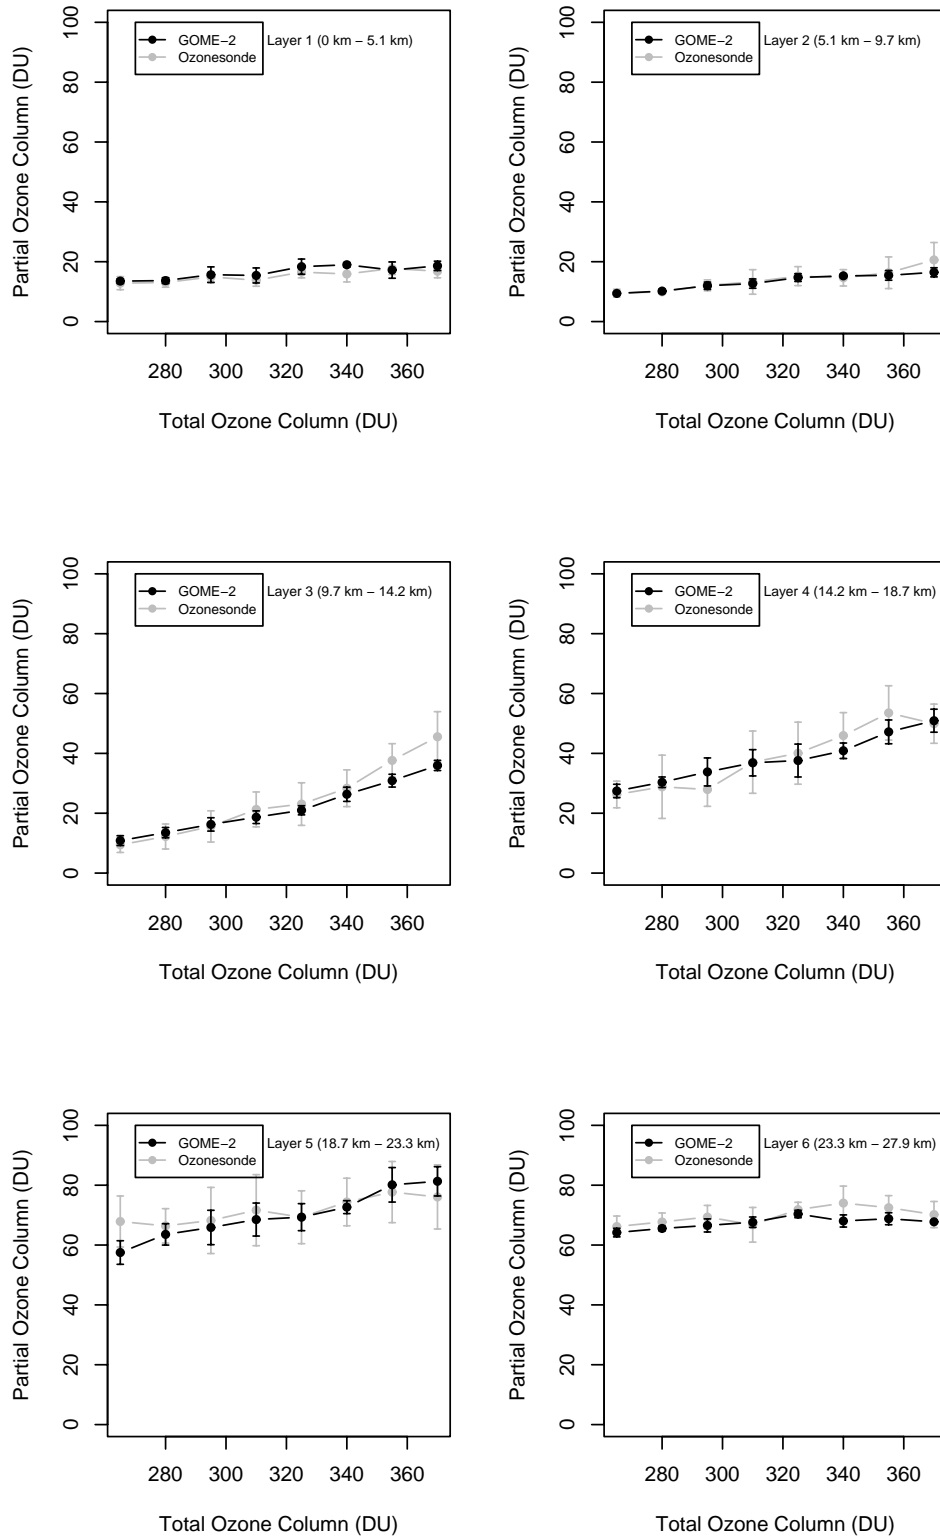 GOME−2
Ozonesonde
Layer 1 (0 km − 5.1 km)
Partial Ozone Column (DU)
0 20 40 60 80 100
280 300 320 340 360
Total Ozone Column (DU)
GOME−2
Ozonesonde
Layer 2 (5.1 km − 9.7 km)
Partial Ozone Column (DU)
0 20 40 60 80 100
280 300 320 340 360
Total Ozone Column (DU)
GOME−2
Ozonesonde
Layer 3 (9.7 km − 14.2 km)
Partial Ozone Column (DU)
0 20 40 60 80 100
280 300 320 340 360
Total Ozone Column (DU)
GOME−2
Ozonesonde
Layer 4 (14.2 km − 18.7 km)
Partial Ozone Column (DU)
0 20 40 60 80 100
280 300 320 340 360
Total Ozone Column (DU)
GOME−2
Ozonesonde
Layer 5 (18.7 km − 23.3 km)
Partial Ozone Column (DU)
0 20 40 60 80 100
280 300 320 340 360
Total Ozone Column (DU)
GOME−2
Ozonesonde
Layer 6 (23.3 km − 27.9 km)
Partial Ozone Column (DU)
0 20 40 60 80 100
280 300 320 340 360
Total Ozone Column (DU)